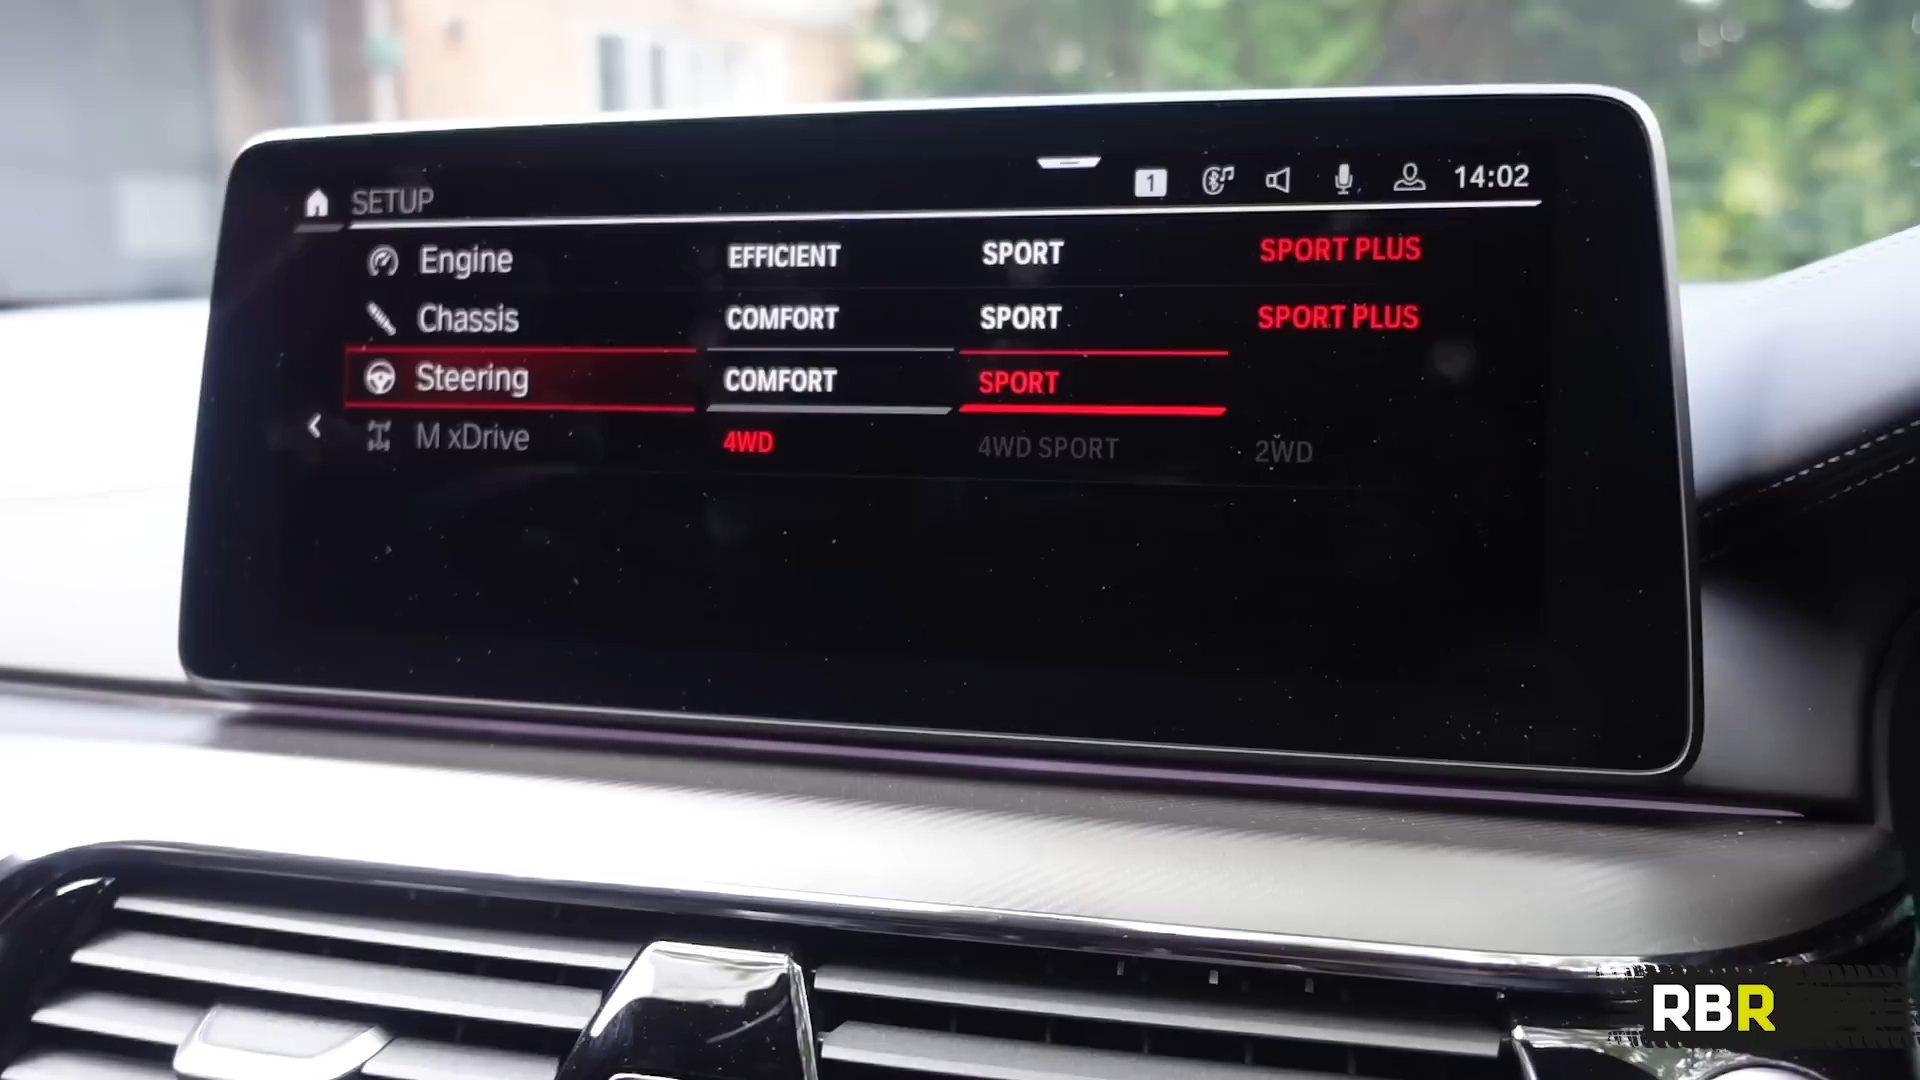 SETUP 1 14:02
Engine EFFICIENT SPORT SPORT PLUS
Chassis COMFORT SPORT SPORT PLUS
Steering COMFORT SPORT
M xDrive 4WD 4WD SPORT 2WD
RBR